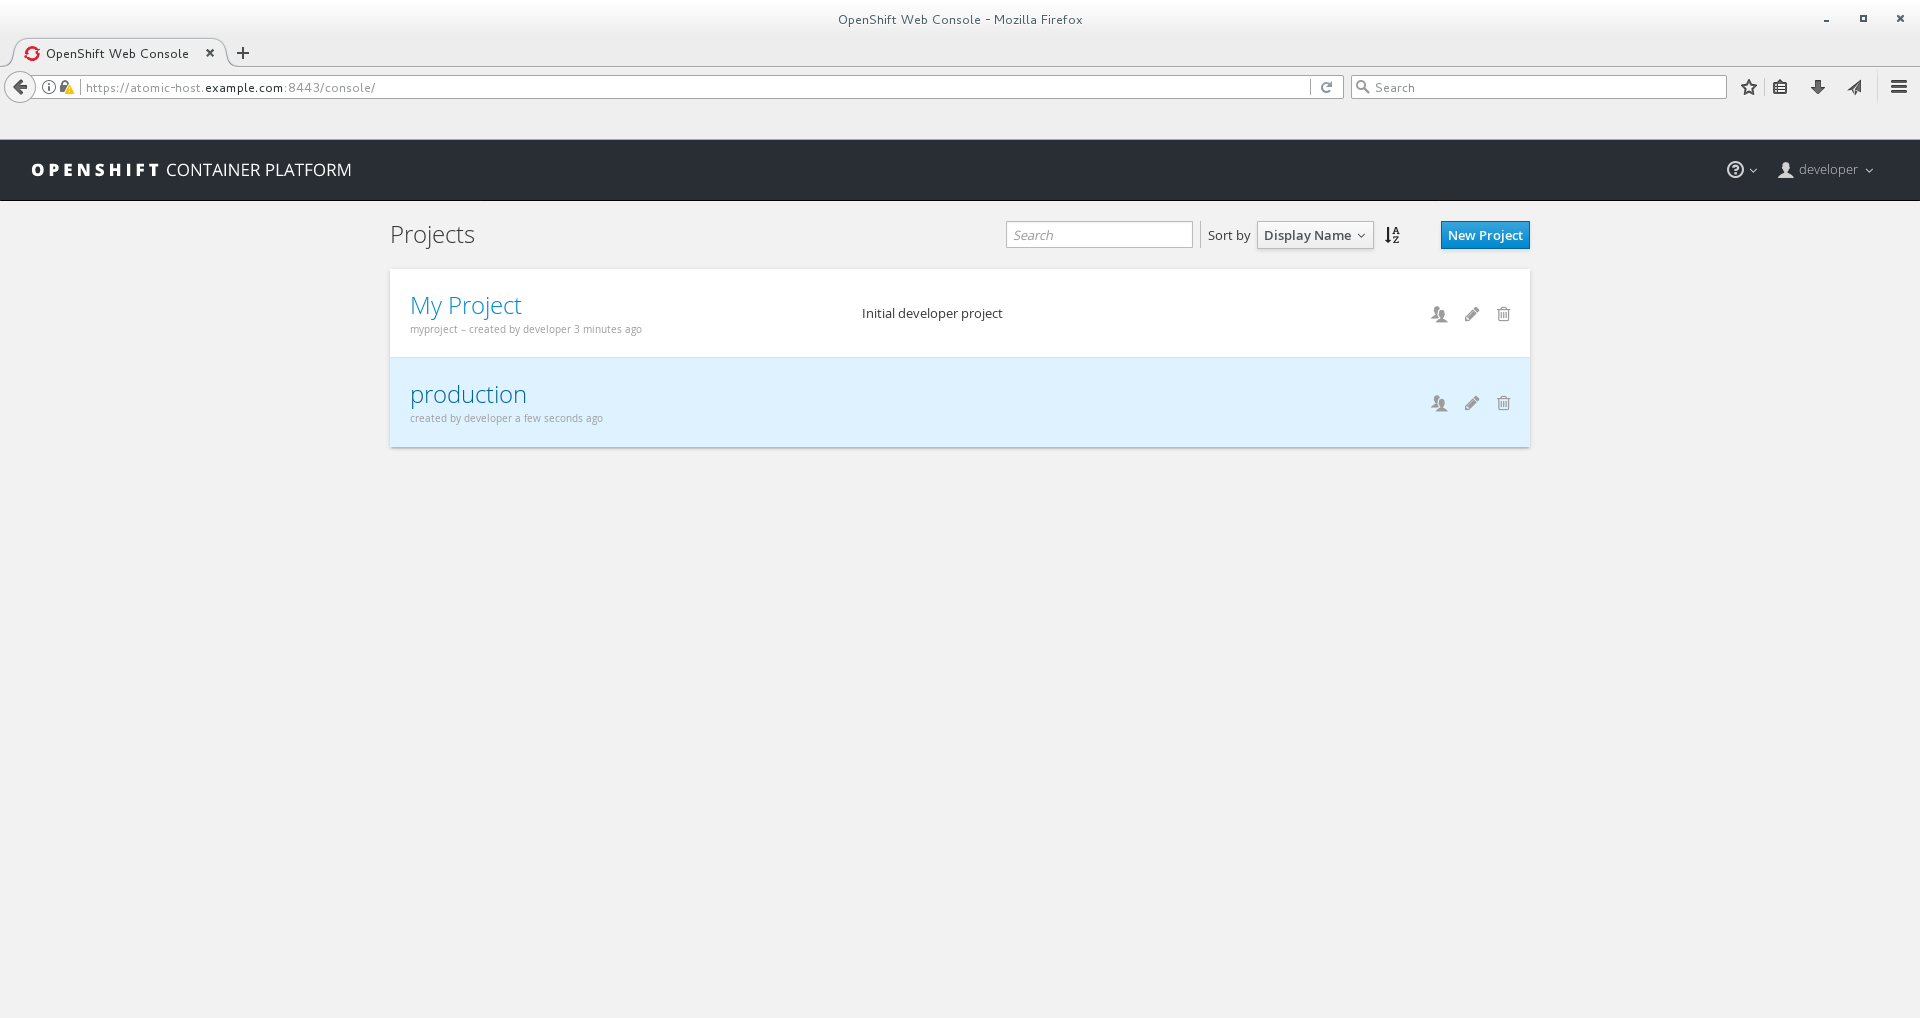 OpenShift Web Console - Mozilla Firefox
OpenShift Web Console
https://atomic-host.example.com:8443/console/
Search
OPENSHIFT CONTAINER PLATFORM
developer
Projects
Search
Sort by
Display Name
New Project
My Project
myproject – created by developer 3 minutes ago
Initial developer project
production
created by developer a few seconds ago